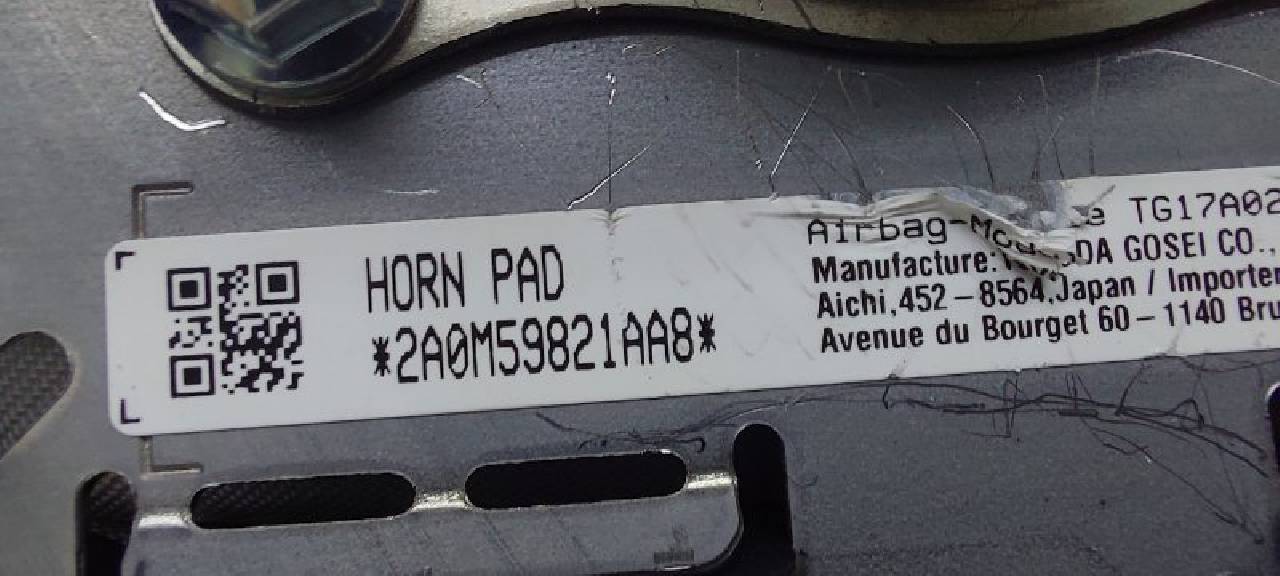 HORN PAD
*2A0M59821AA8*
Airbag-Mod e TG17A02
Manufacture: DA GOSEI CO.,
Aichi,452-8564,Japan / Importer
Avenue du Bourget 60-1140 Bru